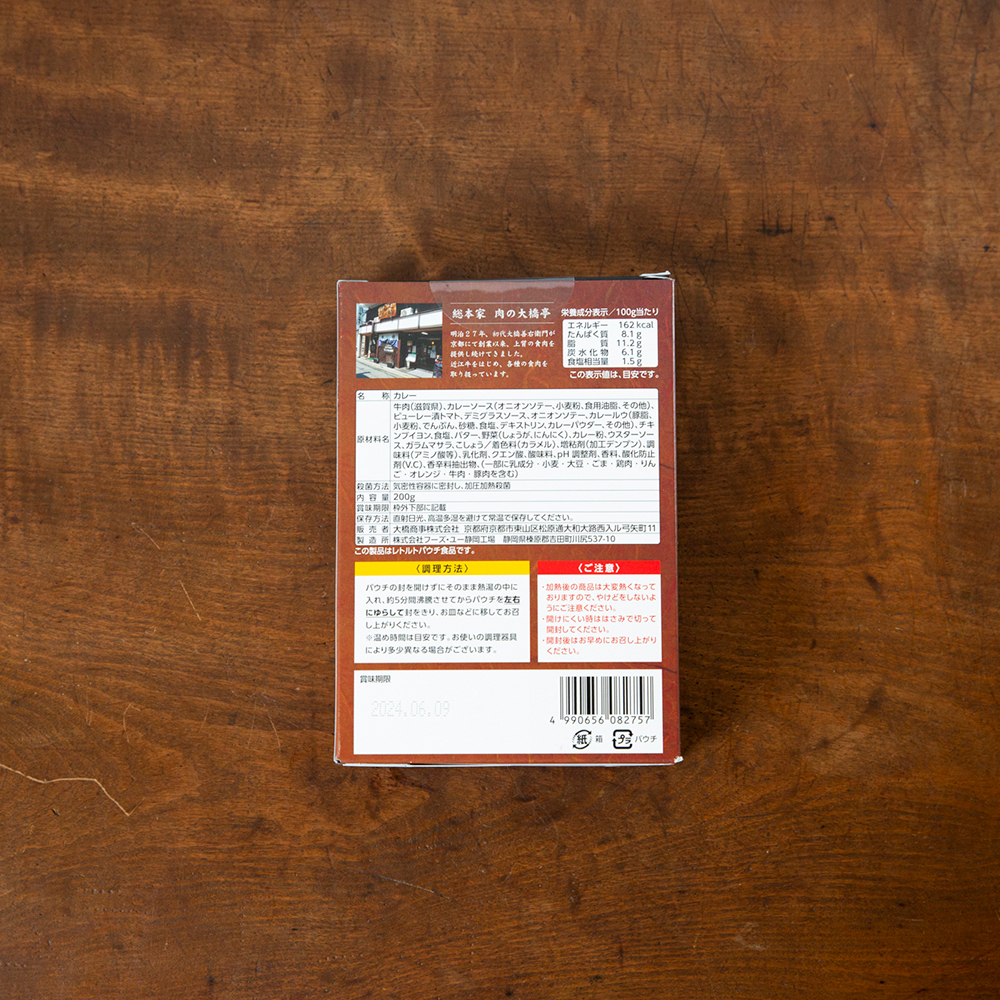 総本家 肉の大橋亭
明治27年、初代大橋善右衛門が
京都にて創業以来、上質の食肉を
提供し続けてきました。
近江牛をはじめ、各種の食肉を
取り扱っています。
栄養成分表示／100g当たり
エネルギー 162kcal
たんぱく質 8.1g
脂質 11.2g
炭水化物 6.1g
食塩相当量 1.5g
この表示値は、目安です。
名称 カレー
原材料名 牛肉(滋賀県)、カレーソース(オニオンソテー、小麦粉、食用油脂、その他)、
ピューレー漬トマト、デミグラスソース、オニオンソテー、カレールウ(豚脂、
小麦粉、でんぷん、砂糖、食塩、デキストリン、カレーパウダー、その他)、チキ
ンブイヨン、食塩、バター、野菜(しょうが、にんにく)、カレー粉、ウスターソー
ス、ガラムマサラ、こしょう／着色料(カラメル)、増粘剤(加工デンプン)、調
味料(アミノ酸等)、乳化剤、クエン酸、酸味料、pH調整剤、香料、酸化防止
剤(V.C)、香辛料抽出物、(一部に乳成分・小麦・大豆・ごま・鶏肉・りん
ご・オレンジ・牛肉・豚肉を含む)
殺菌方法 気密性容器に密封し、加圧加熱殺菌
内容量 200g
賞味期限 枠外下部に記載
保存方法 直射日光、高温多湿を避けて常温で保存してください。
販売者 大橋商事株式会社 京都府京都市東山区松原通大和大路西入ル弓矢町11
製造所 株式会社フーズ・ユー静岡工場 静岡県榛原郡吉田町川尻537-10
この製品はレトルトパウチ食品です。
〈調理方法〉
パウチの封を開けずにそのまま熱湯の中に
入れ、約5分間沸騰させてからパウチを左右
にゆらして封をきり、お皿などに移してお召
し上がりください。
※温め時間は目安です。お使いの調理器具
により多少異なる場合がございます。
〈ご注意〉
・加熱後の商品は大変熱くなって
おりますので、やけどをしないよ
うにご注意ください。
・開けにくい時ははさみで切って
開封してください。
・開封後はお早めにお召し上がり
ください。
賞味期限
2024.06.09
4 990656 082757
紙 箱 プラ パウチ